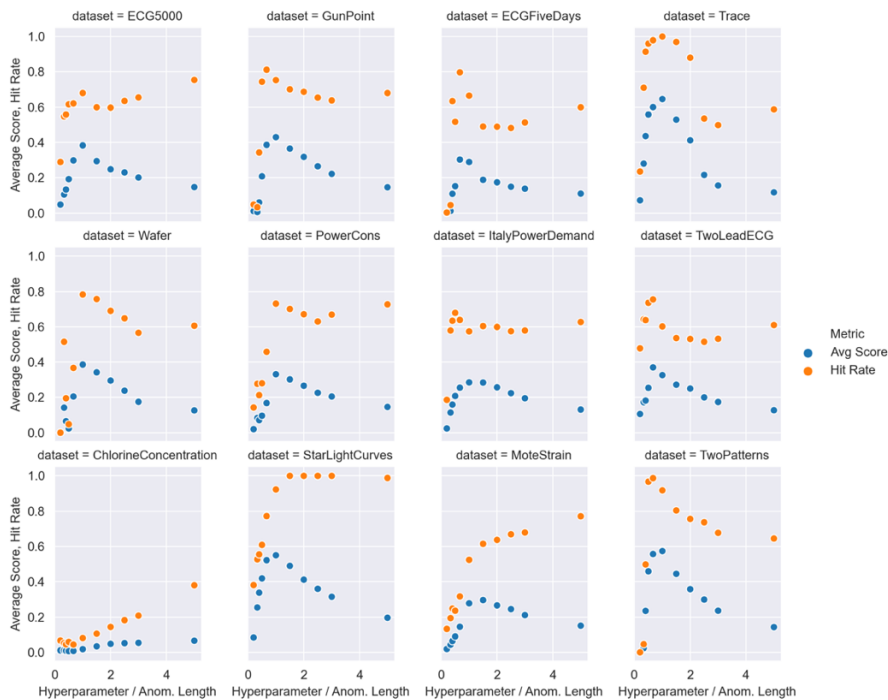 dataset = ECG5000
dataset = GunPoint
dataset = ECGFiveDays
dataset = Trace
1.0
0.8
0.6
0.4
0.2
0.0
Average Score, Hit Rate
dataset = Wafer
dataset = PowerCons
dataset = ItalyPowerDemand
dataset = TwoLeadECG
1.0
0.8
0.6
0.4
0.2
0.0
Average Score, Hit Rate
Metric
Avg Score
Hit Rate
dataset = ChlorineConcentration
dataset = StarLightCurves
dataset = MoteStrain
dataset = TwoPatterns
1.0
0.8
0.6
0.4
0.2
0.0
Average Score, Hit Rate
0 2 4
0 2 4
0 2 4
0 2 4
Hyperparameter / Anom. Length
Hyperparameter / Anom. Length
Hyperparameter / Anom. Length
Hyperparameter / Anom. Length